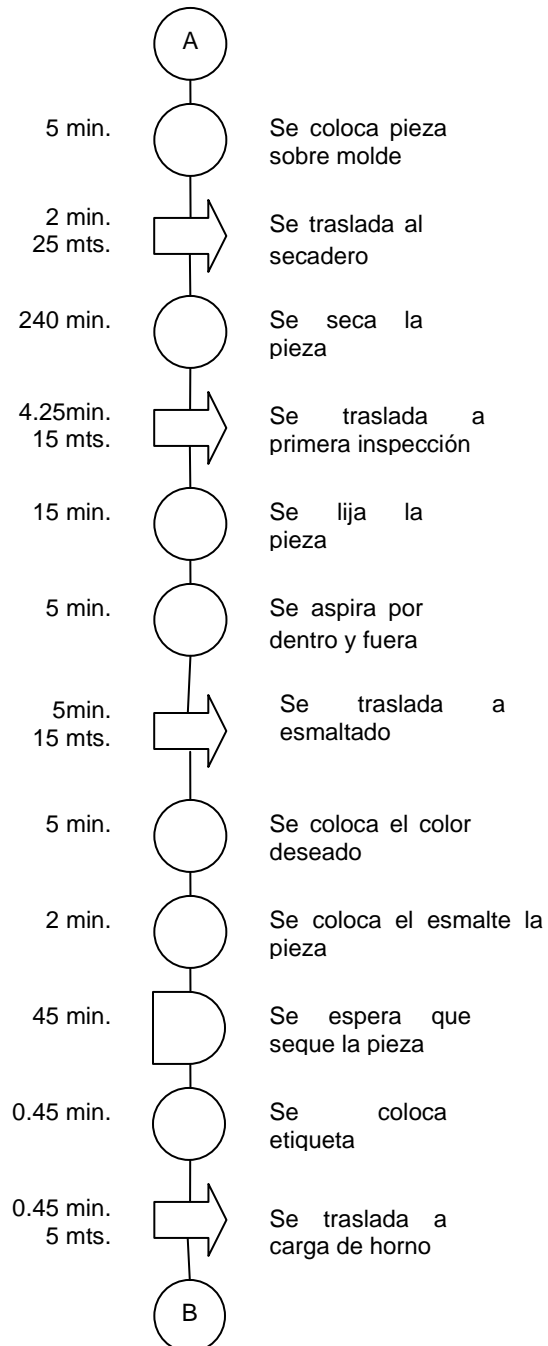 A
5 min.
Se coloca pieza
sobre molde
2 min.
25 mts.
Se traslada al
secadero
240 min.
Se seca la
pieza
4.25min.
15 mts.
Se traslada a
primera inspección
15 min.
Se lija la
pieza
5 min.
Se aspira por
dentro y fuera
5min.
15 mts.
Se traslada a
esmaltado
5 min.
Se coloca el color
deseado
2 min.
Se coloca el esmalte la
pieza
45 min.
Se espera que
seque la pieza
0.45 min.
Se coloca
etiqueta
0.45 min.
5 mts.
Se traslada a
carga de horno
B